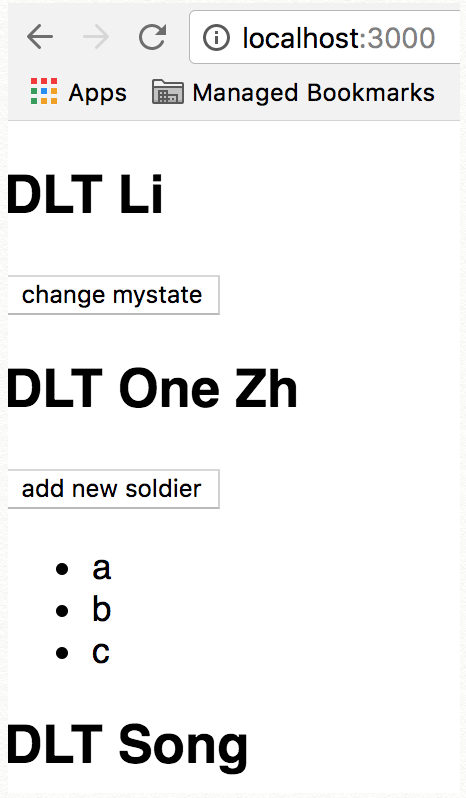 localhost:3000
Apps Managed Bookmarks
DLT Li
change mystate
DLT One Zh
add new soldier
a
b
c
DLT Song